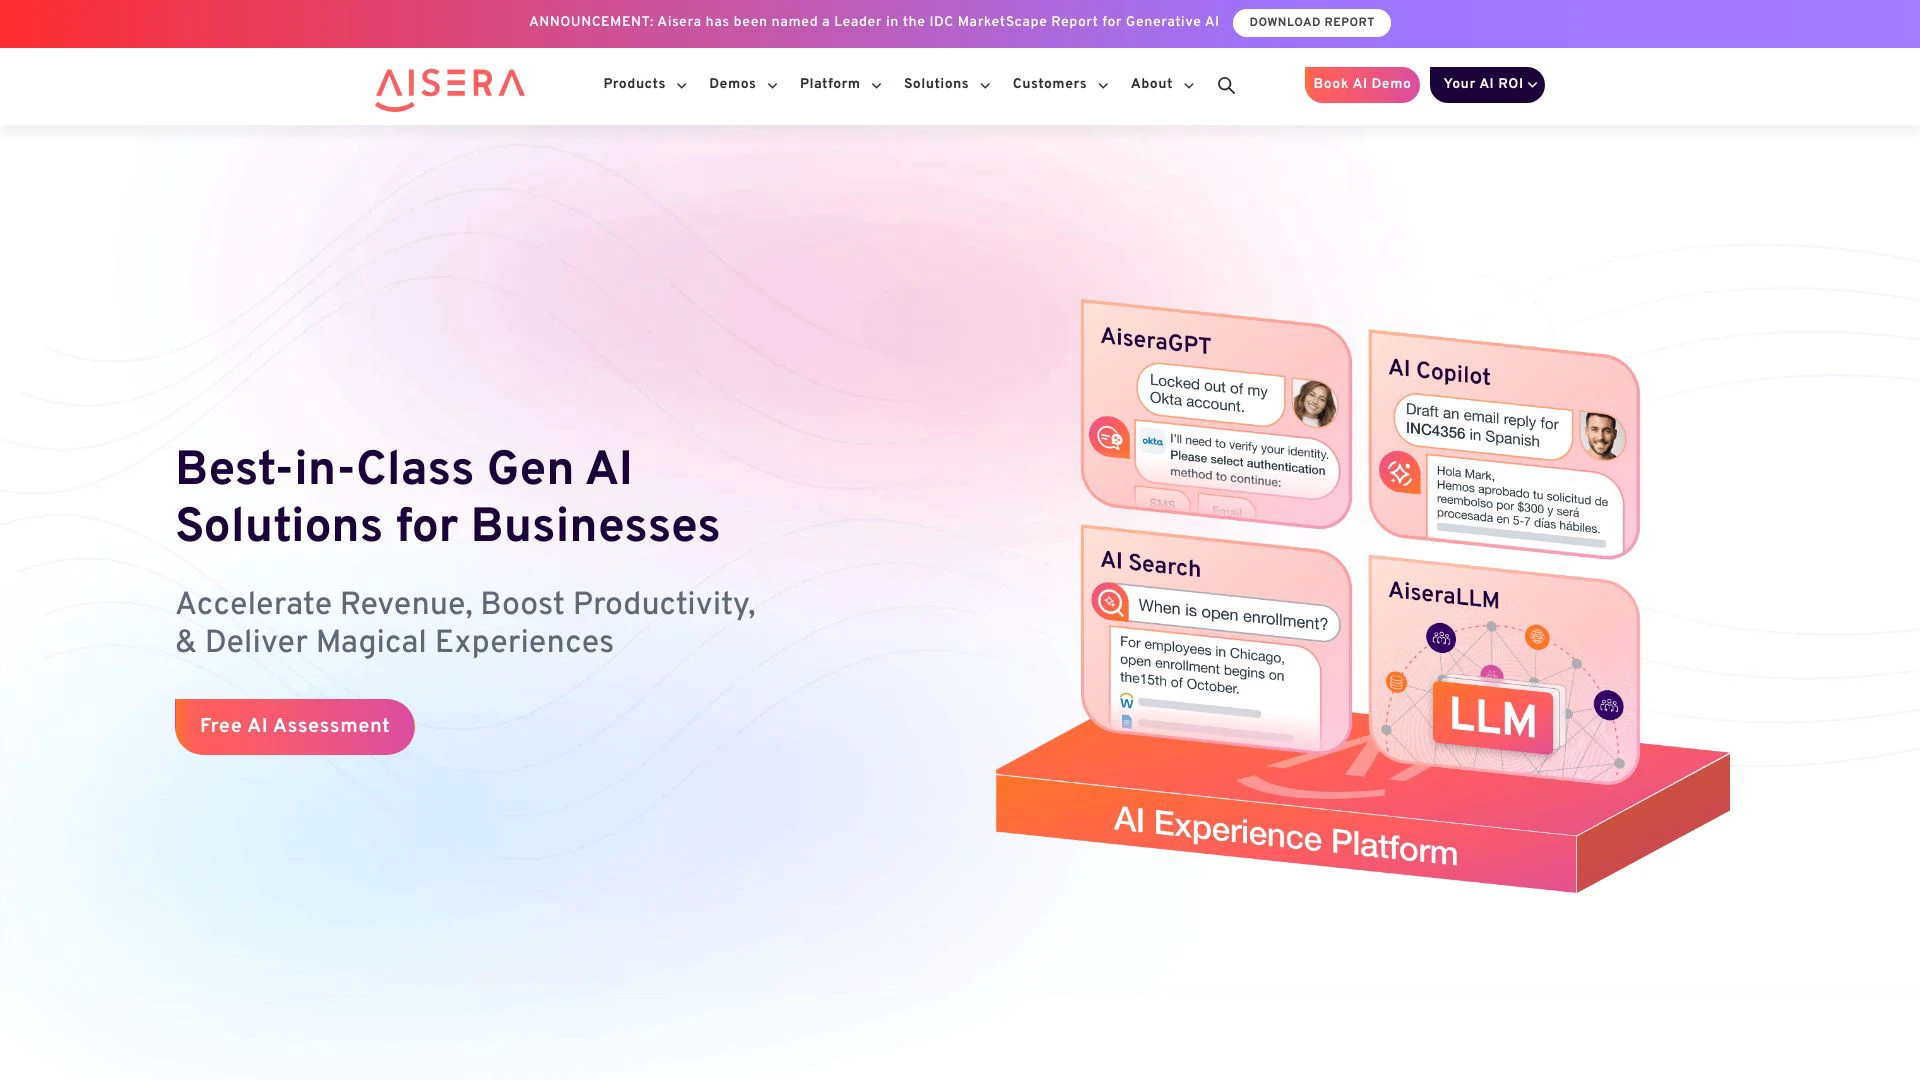 ANNOUNCEMENT: Aisera has been named a Leader in the IDC MarketScape Report for Generative AI
DOWNLOAD REPORT
AISERA
Products
Demos
Platform
Solutions
Customers
About
Book AI Demo
Your AI ROI
Best-in-Class Gen AI
Solutions for Businesses
Accelerate Revenue, Boost Productivity,
& Deliver Magical Experiences
Free AI Assessment
AiseraGPT
Locked out of my
Okta account.
okta
I'll need to verify your identity.
Please select authentication
method to continue:
SMS
Email
AI Copilot
Draft an email reply for
INC4356 in Spanish
Hola Mark,
Hemos aprobado tu solicitud de
reembolso por $300 y será
procesada en 5-7 días hábiles.
AI Search
When is open enrollment?
For employees in Chicago,
open enrollment begins on
the15th of October.
AiseraLLM
LLM
AI Experience Platform